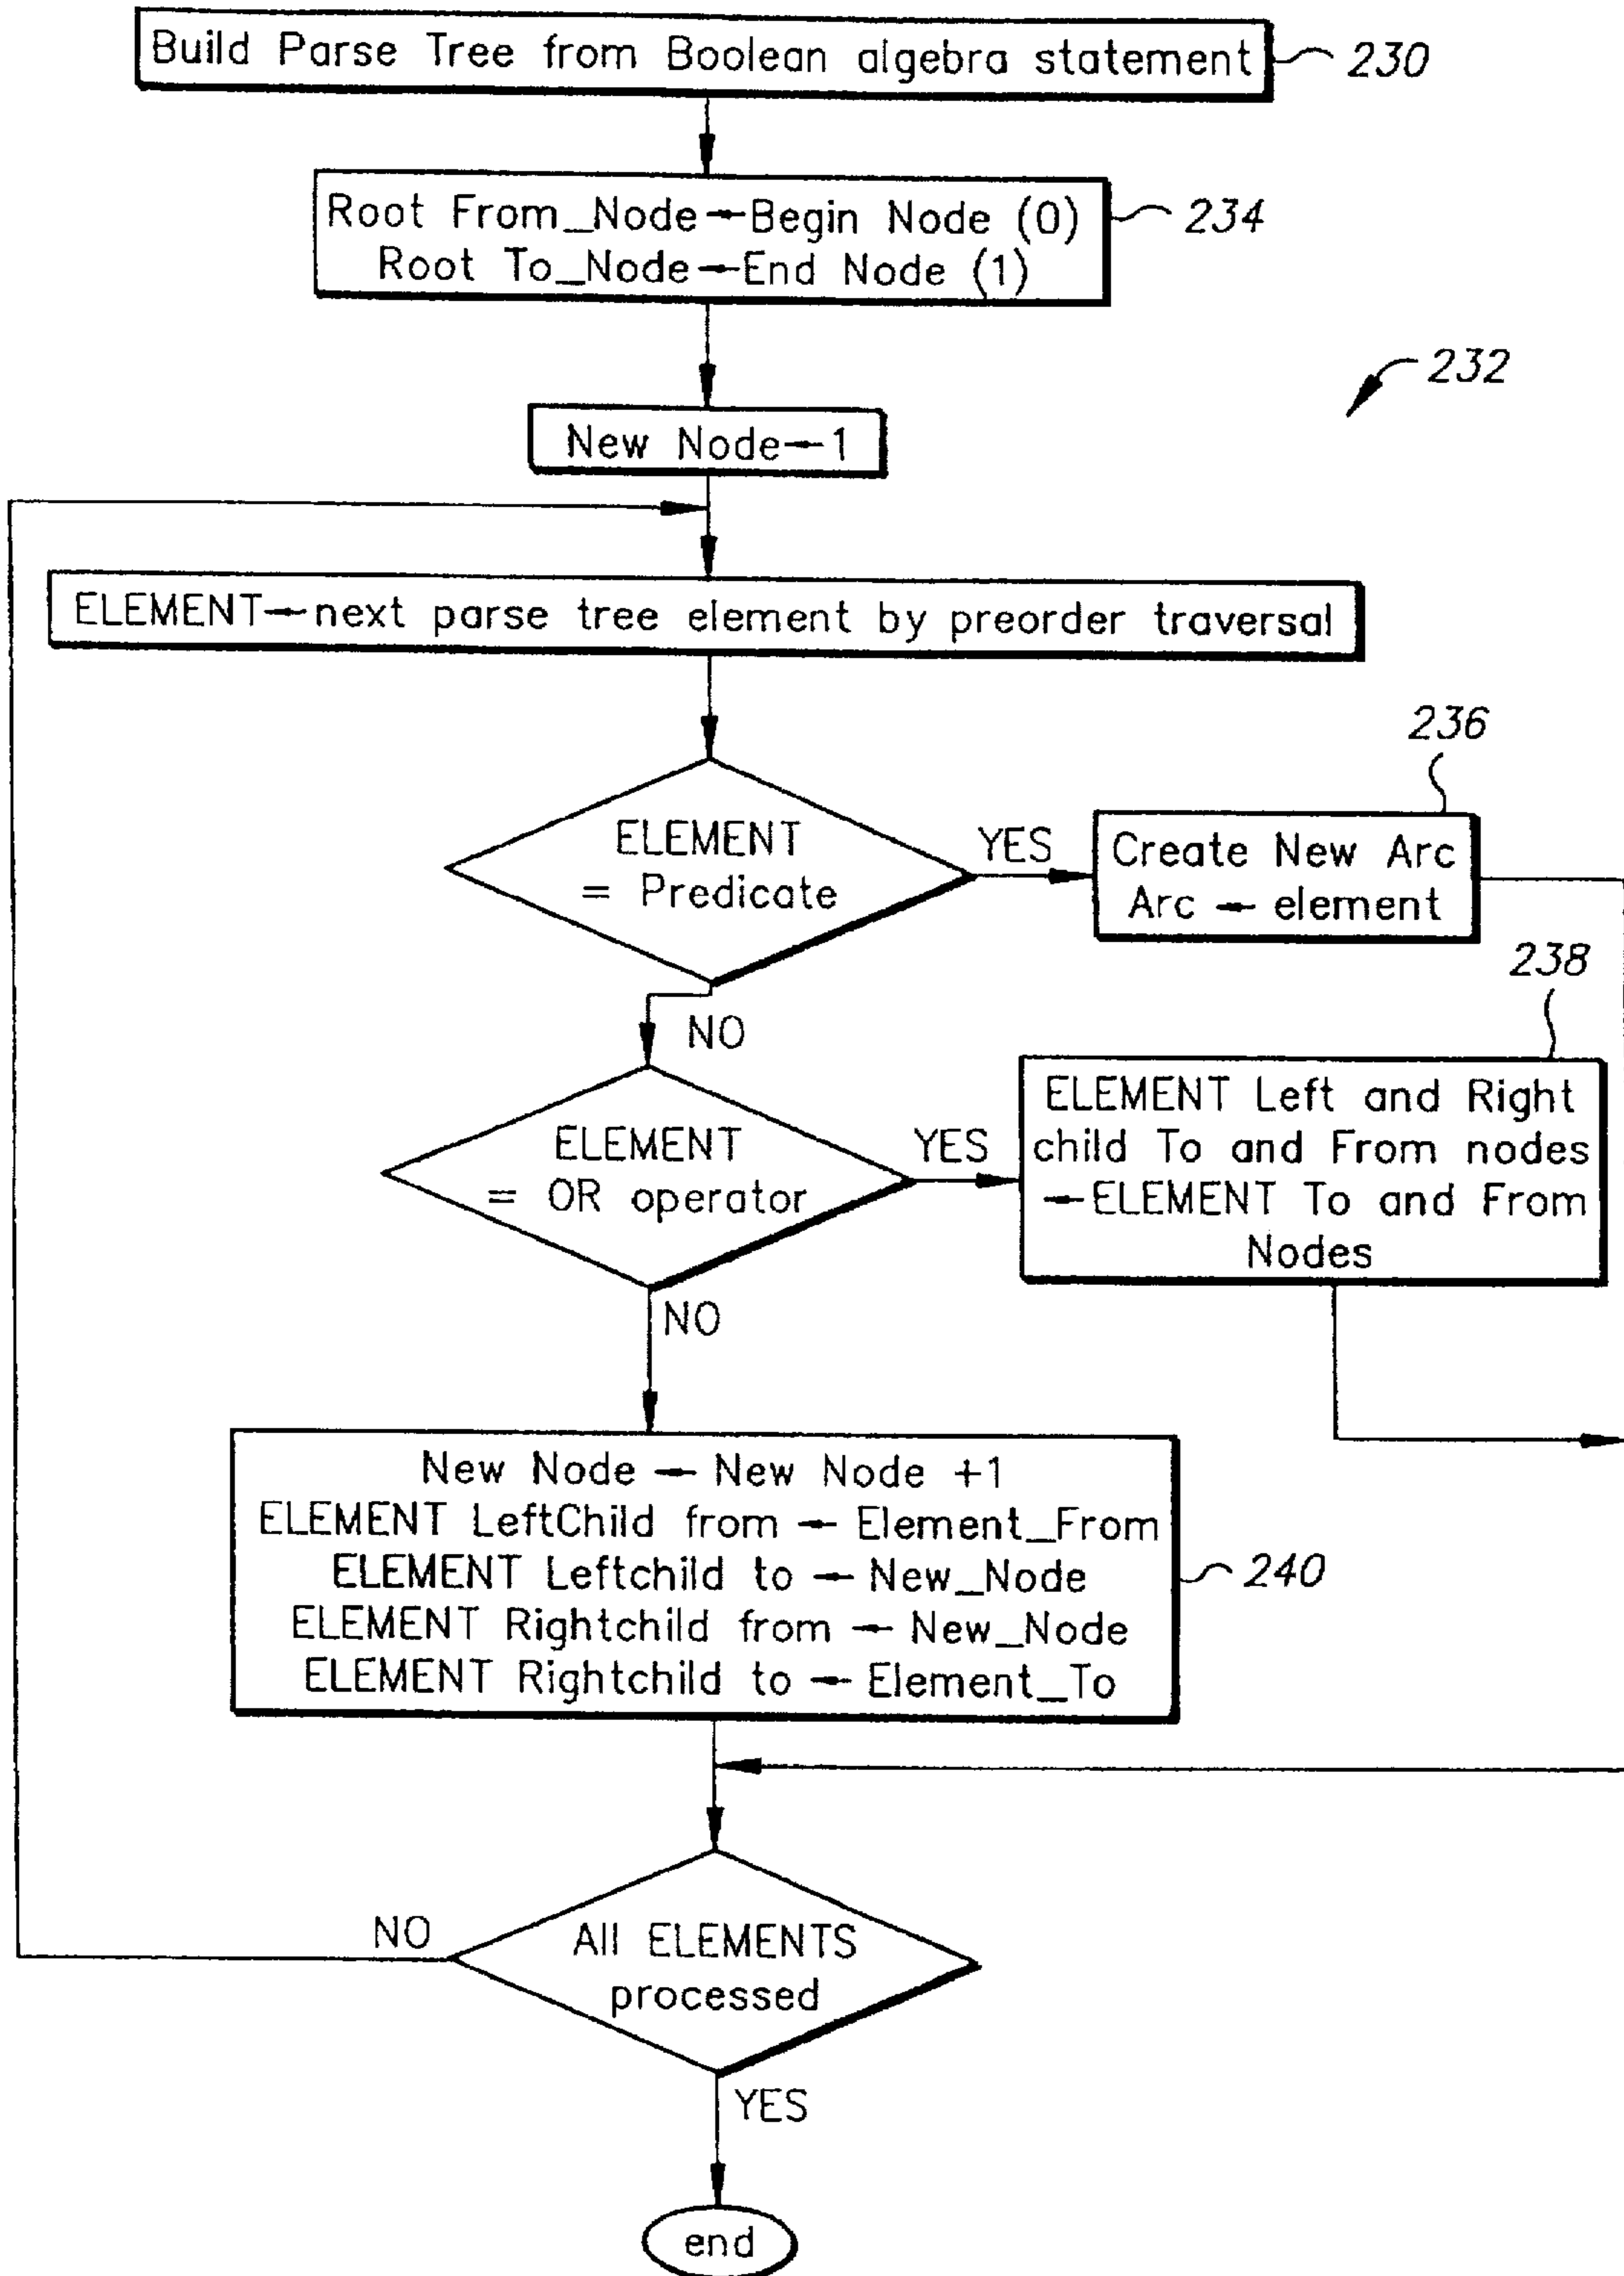 Build Parse Tree from Boolean algebra statement
230
Root From_Node←Begin Node (0)
Root To_Node←End Node (1)
234
232
New Node←1
ELEMENT←next parse tree element by preorder traversal
236
ELEMENT
= Predicate
YES
Create New Arc
Arc ← element
238
NO
ELEMENT
= OR operator
YES
ELEMENT Left and Right
child To and From nodes
←ELEMENT To and From
Nodes
NO
New Node ← New Node +1
ELEMENT LeftChild from ← Element_From
ELEMENT Leftchild to ← New_Node
ELEMENT Rightchild from ← New_Node
ELEMENT Rightchild to ← Element_To
240
NO
All ELEMENTS
processed
YES
end